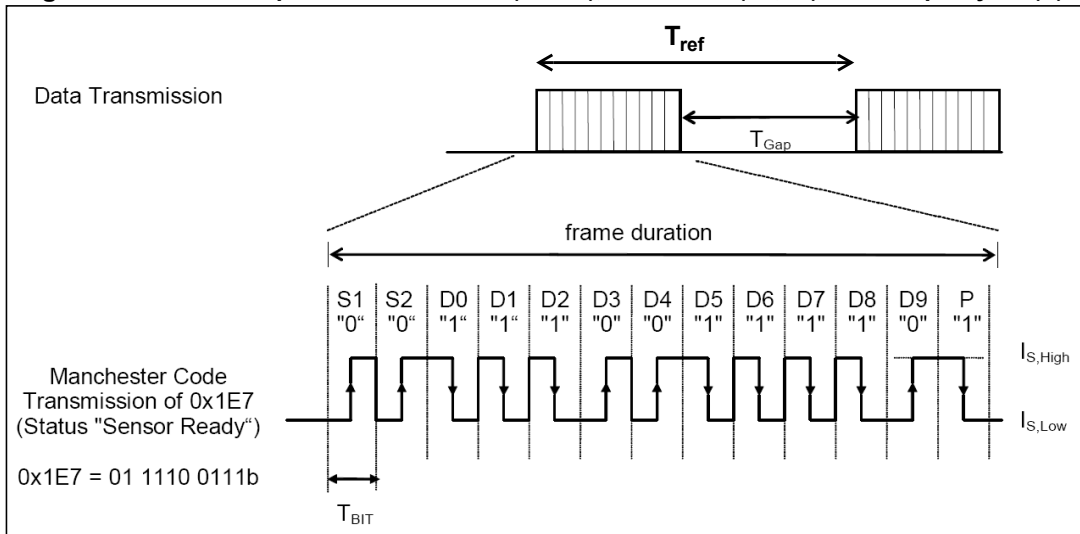 T_ref
Data Transmission
T_Gap
frame duration
S1 S2 D0 D1 D2 D3 D4 D5 D6 D7 D8 D9 P
"0“ "0“ "1“ "1“ "1" "0" "0" "1" "1" "1" "1" "0" "1"
I_S,High
Manchester Code
Transmission of 0x1E7
(Status "Sensor Ready“)
I_S,Low
0x1E7 = 01 1110 0111b
T_BIT